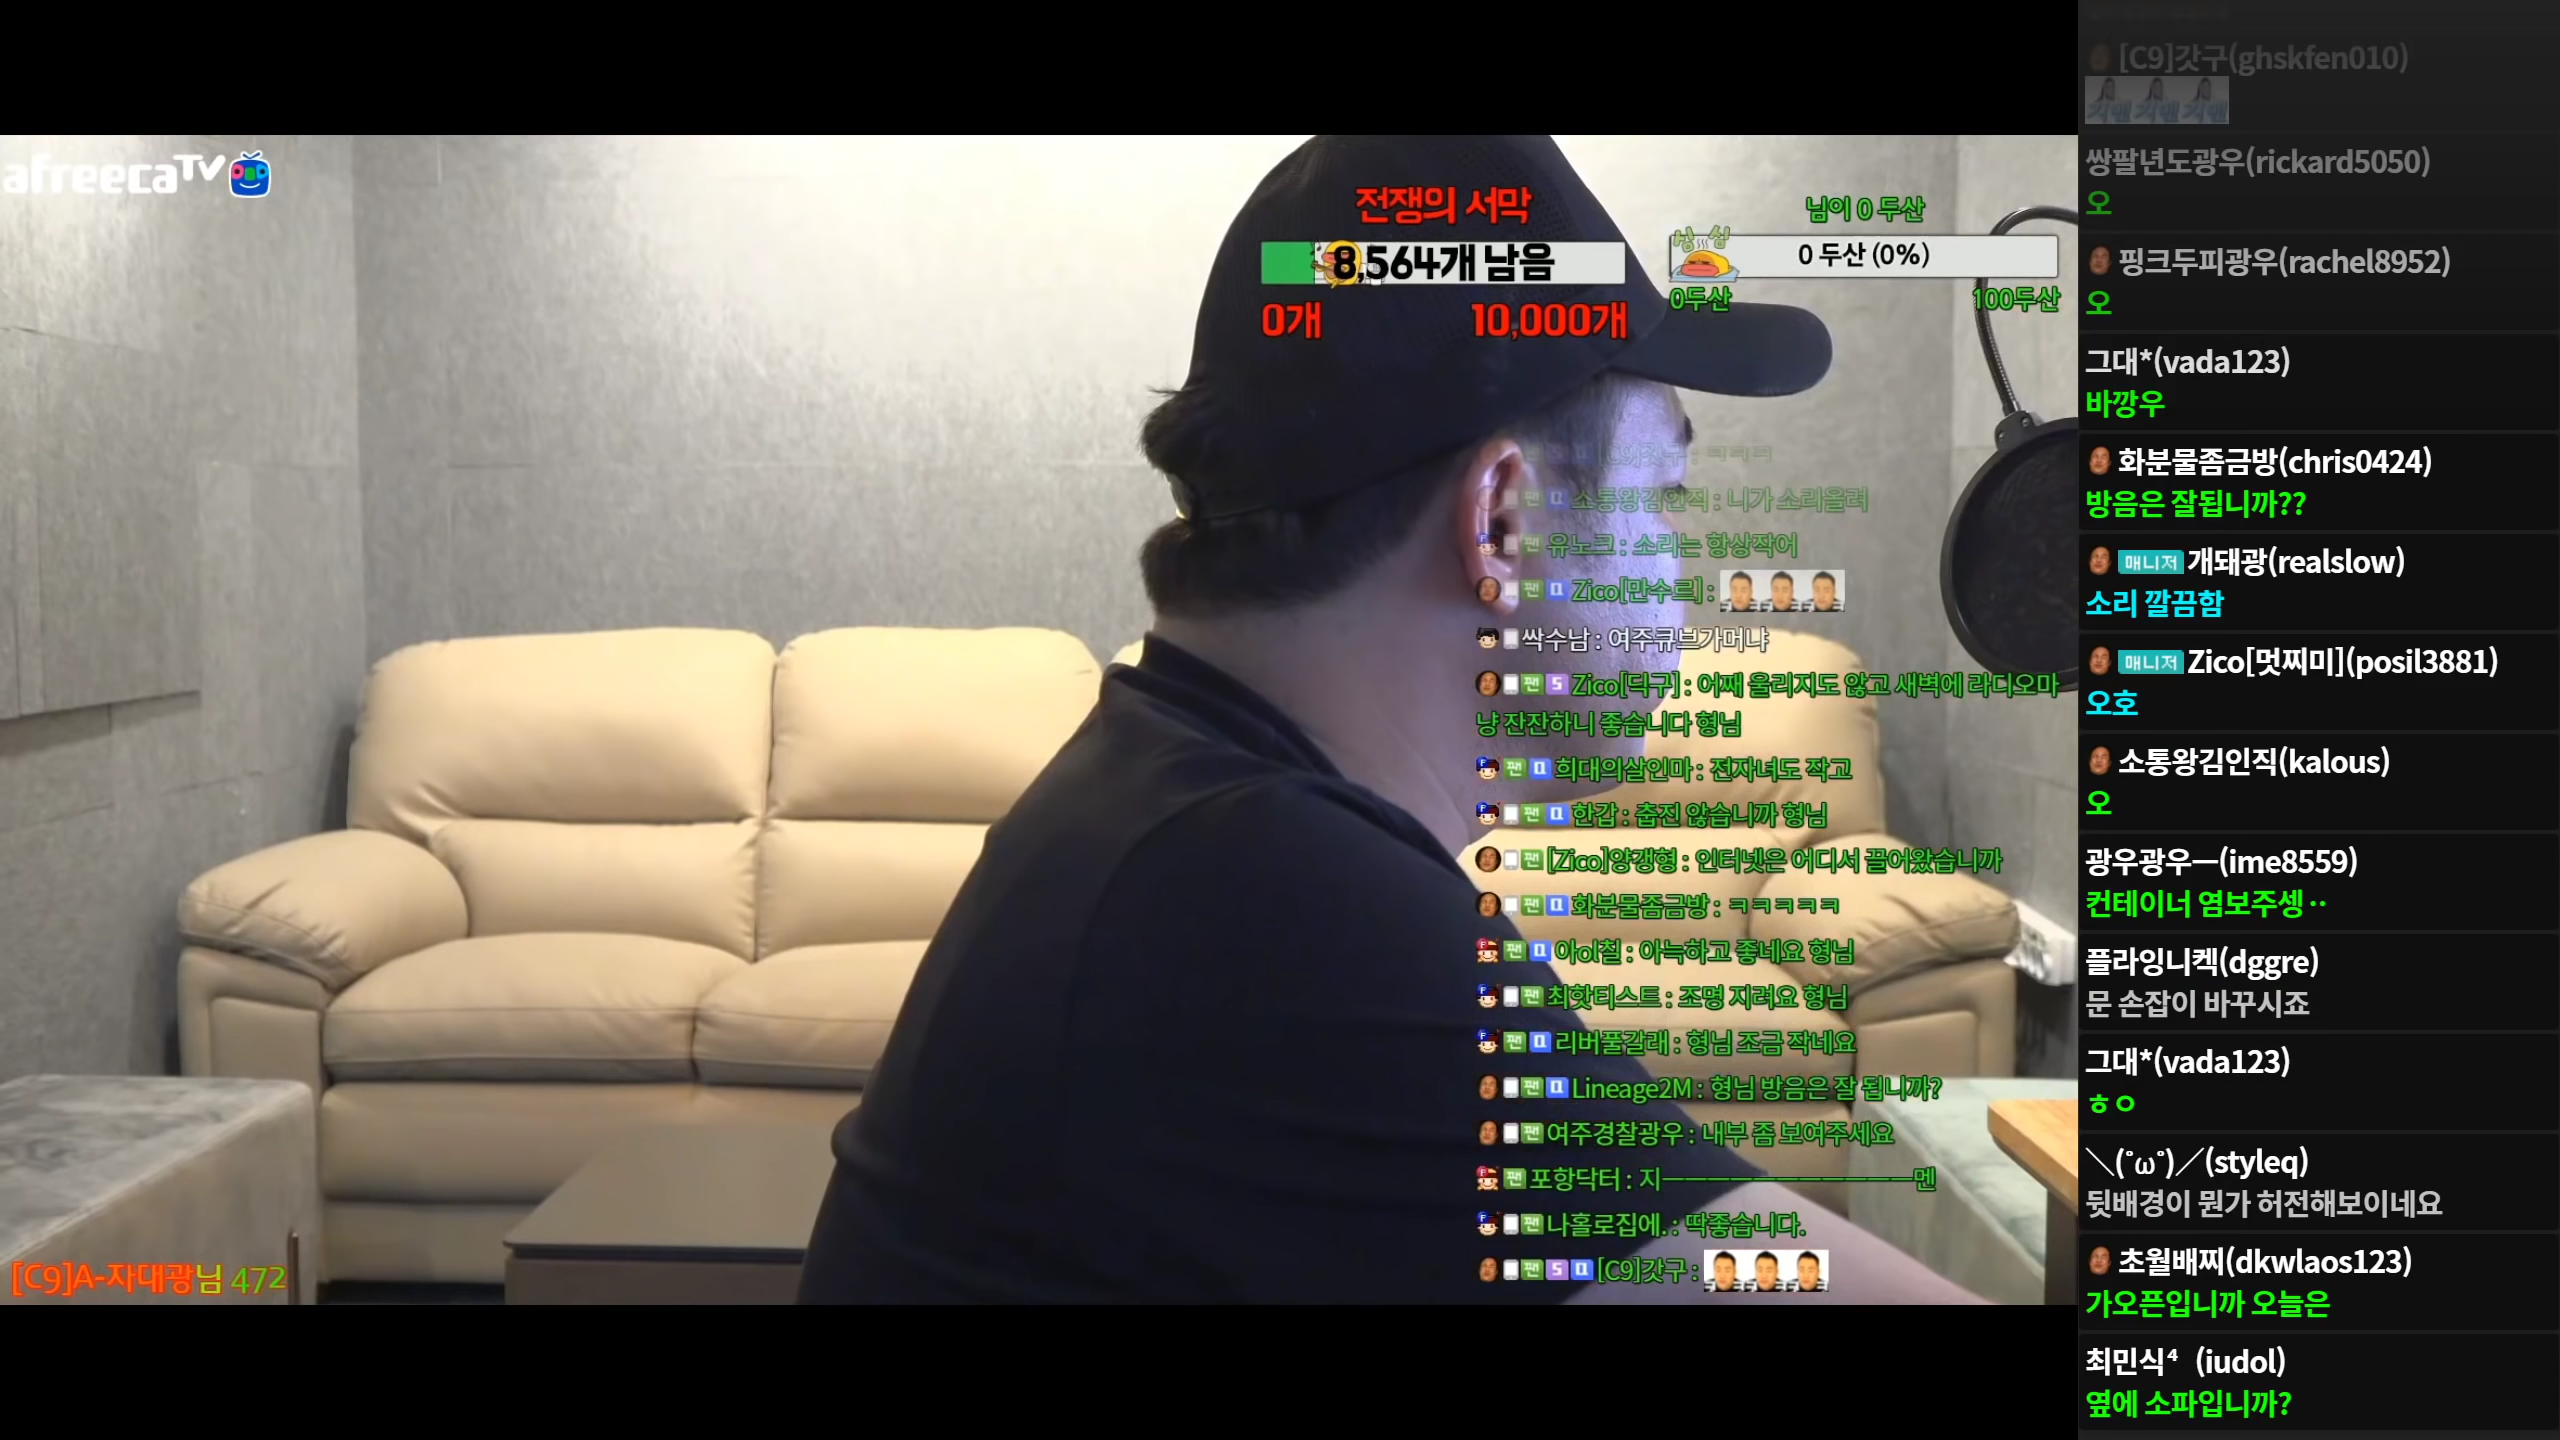 afreecaTV
전쟁의 서막
8,564개 남음
0개 10,000개
님이 0 두산
0 두산 (0%)
0두산 100두산
[C9]갓구 : ㅋㅋㅋ
소통왕김인직 : 니가 소리올려
유노크 : 소리는 항상작어
Zico[만수르] :
싹수남 : 여주큐브가머냐
Zico[딕구] : 어째 울리지도 않고 새벽에 라디오마
냥 잔잔하니 좋습니다 형님
희대의살인마 : 전자녀도 작고
한갑 : 춥진 않습니까 형님
[Zico]양갱형 : 인터넷은 어디서 끌어왔습니까
화분물좀금방 : ㅋㅋㅋㅋㅋ
아이칠 : 아늑하고 좋네요 형님
최핫티스트 : 조명 지려요 형님
리버풀갈래 : 형님 조금 작네요
Lineage2M : 형님 방음은 잘 됩니까?
여주경찰광우 : 내부 좀 보여주세요
포항닥터 : 지ㅡㅡㅡㅡㅡㅡㅡㅡㅡㅡㅡ멘
나홀로집에. : 딱좋습니다.
[C9]갓구 :
[C9]A-자대광님 472
[C9]갓구(ghskfen010)
쌍팔년도광우(rickard5050)
오
핑크두피광우(rachel8952)
오
그대*(vada123)
바깡우
화분물좀금방(chris0424)
방음은 잘됩니까??
매니저 개돼광(realslow)
소리 깔끔함
매니저 Zico[멋찌미](posil3881)
오호
소통왕김인직(kalous)
오
광우광우ㅡ(ime8559)
컨테이너 염보주셍··
플라잉니켁(dggre)
문 손잡이 바꾸시죠
그대*(vada123)
ㅎㅇ
＼(˚ω˚)／(styleq)
뒷배경이 뭔가 허전해보이네요
초월배찌(dkwlaos123)
가오픈입니까 오늘은
최민식⁴ (iudol)
옆에 소파입니까?